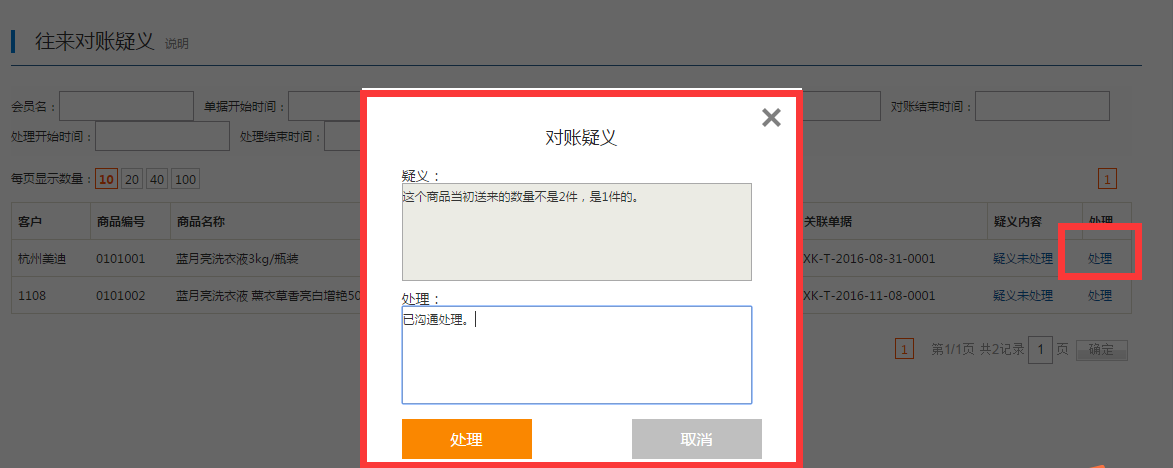 往来对账疑义 说明
会员名： 单据开始时间： 对账结束时间：
处理开始时间： 处理结束时间：
对账疑义
疑义：
这个商品当初送来的数量不是2件，是1件的。
处理：
已沟通处理。
处理 取消
每页显示数量： 10 20 40 100 1
客户 商品编号 商品名称 关联单据 疑义内容 处理
杭州美迪 0101001 蓝月亮洗衣液3kg/瓶装 XK-T-2016-08-31-0001 疑义未处理 处理
1108 0101002 蓝月亮洗衣液 薰衣草香亮白增艳50 XK-T-2016-11-08-0001 疑义未处理 处理
1 第1/1页 共2记录 1 页 确定